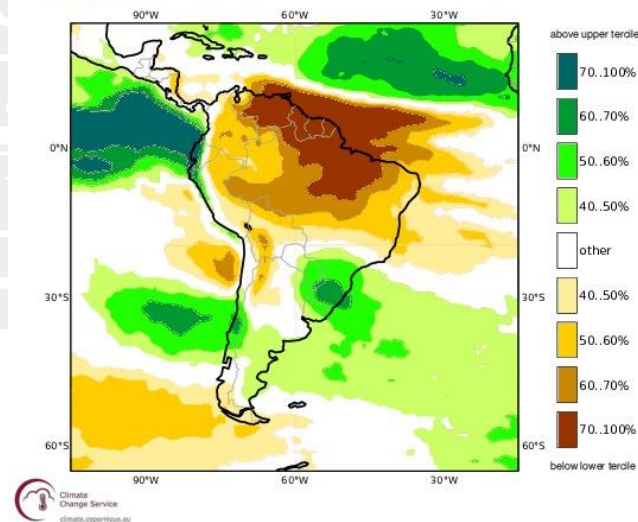 90°W 60°W 30°W
above upper tercile
70..100%
60..70%
50..60%
40..50%
other
40..50%
50..60%
60..70%
70..100%
below lower tercile
0°N 0°N
30°S 30°S
60°S 60°S
90°W 60°W 30°W
Climate
Change Service
climate.copernicus.eu